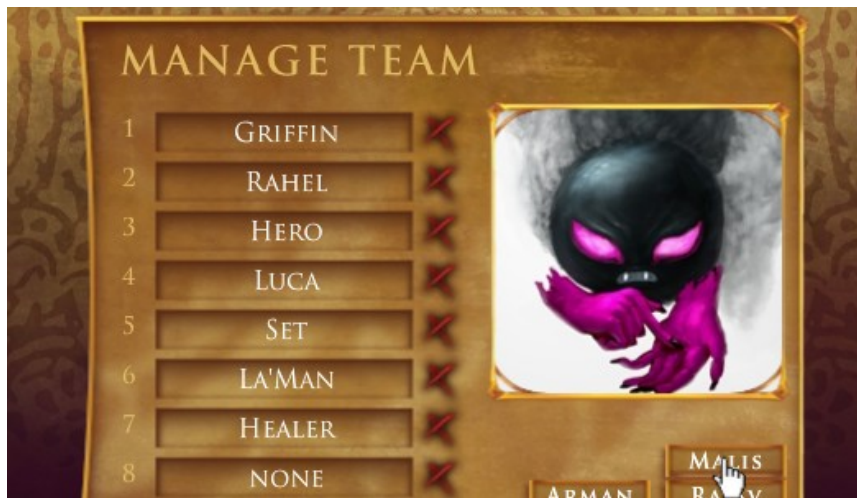 MANAGE TEAM
1 GRIFFIN
2 RAHEL
3 HERO
4 LUCA
5 SET
6 LA'MAN
7 HEALER
8 NONE
MALIS
ARMAN